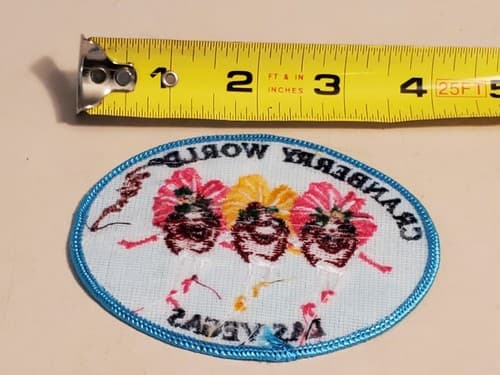 1 2 FT & IN 3 4 25FT 5
INCHES
CRANBERRY WORLD
LAS VEGAS